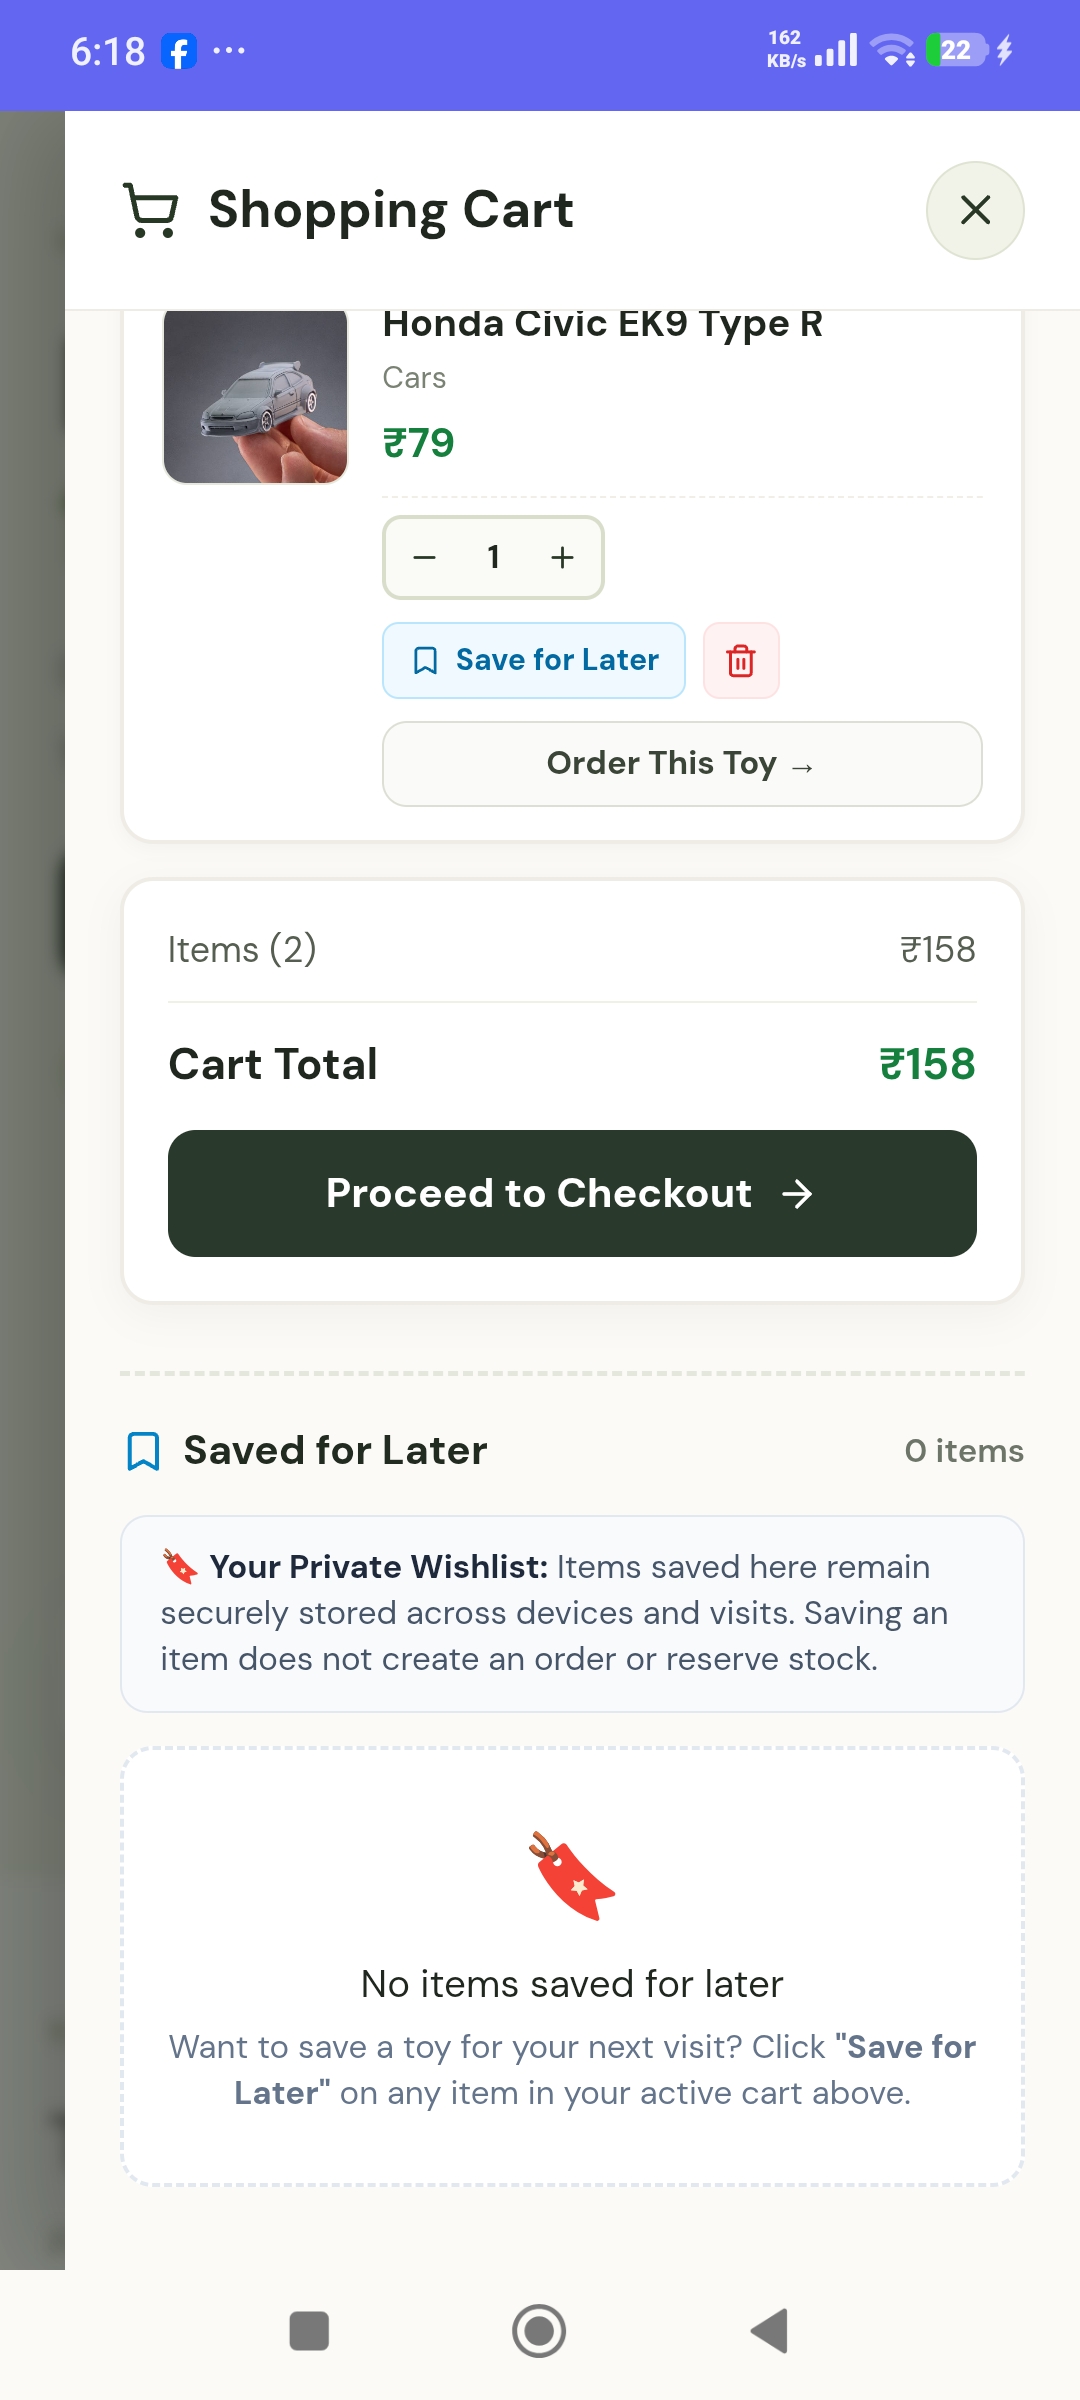 6:18
162
KB/s
22
Shopping Cart
Honda Civic EK9 Type R
Cars
₹79
1
Save for Later
Order This Toy →
Items (2) ₹158
Cart Total ₹158
Proceed to Checkout →
Saved for Later 0 items
Your Private Wishlist: Items saved here remain
securely stored across devices and visits. Saving an
item does not create an order or reserve stock.
No items saved for later
Want to save a toy for your next visit? Click "Save for
Later" on any item in your active cart above.